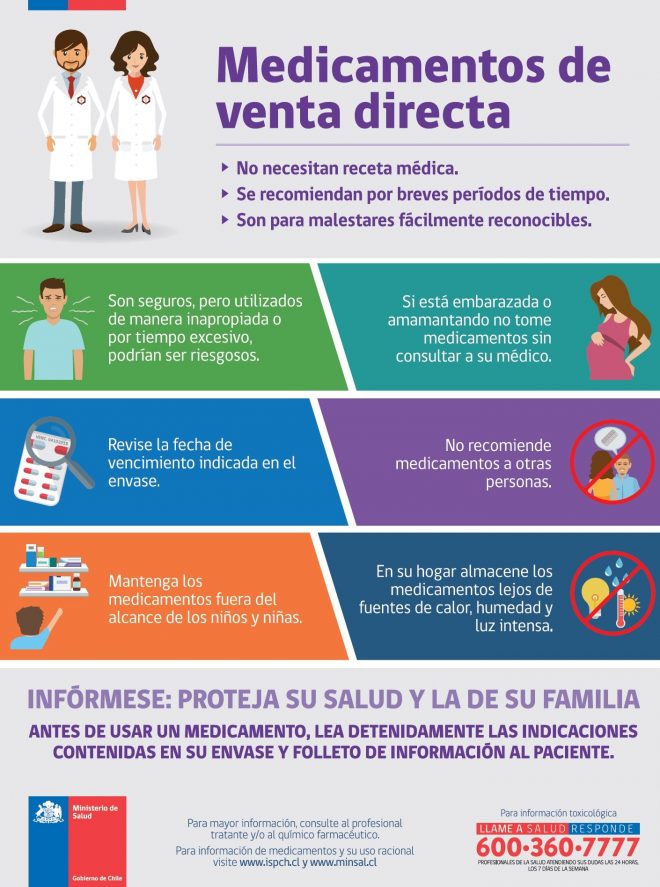 Medicamentos de
venta directa
No necesitan receta médica.
Se recomiendan por breves períodos de tiempo.
Son para malestares fácilmente reconocibles.
Son seguros, pero utilizados
de manera inapropiada o
por tiempo excesivo,
podrían ser riesgosos.
Si está embarazada o
amamantando no tome
medicamentos sin
consultar a su médico.
Revise la fecha de
vencimiento indicada en el
envase.
No recomiende
medicamentos a otras
personas.
Mantenga los
medicamentos fuera del
alcance de los niños y niñas.
En su hogar almacene los
medicamentos lejos de
fuentes de calor, humedad y
luz intensa.
INFÓRMESE: PROTEJA SU SALUD Y LA DE SU FAMILIA
ANTES DE USAR UN MEDICAMENTO, LEA DETENIDAMENTE LAS INDICACIONES
CONTENIDAS EN SU ENVASE Y FOLLETO DE INFORMACIÓN AL PACIENTE.
Ministerio de
Salud
Gobierno de Chile
Para mayor información, consulte al profesional
tratante y/o al químico farmacéutico.
Para información de medicamentos y su uso racional
visite www.ispch.cl y www.minsal.cl
Para información toxicológica
LLAME A SALUD RESPONDE
600·360·7777
PROFESIONALES DE LA SALUD ATENDIENDO SUS DUDAS LAS 24 HORAS,
LOS 7 DÍAS DE LA SEMANA